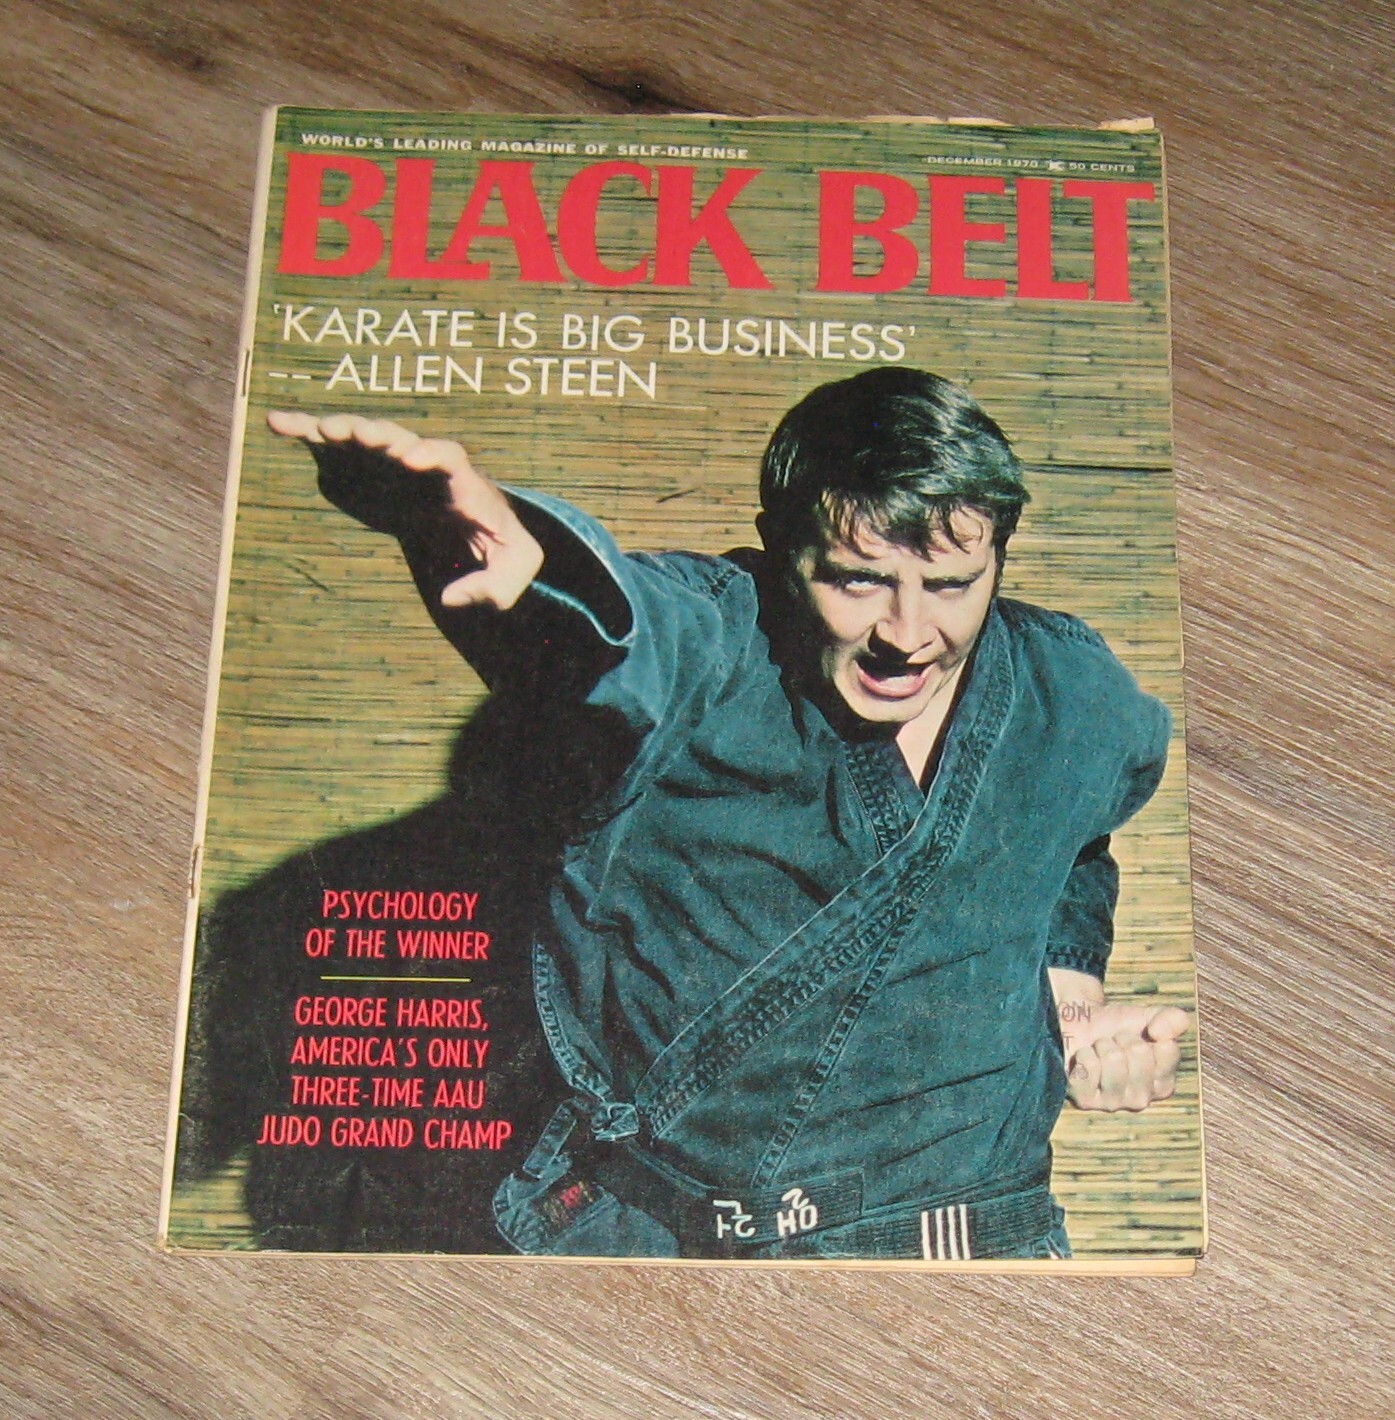 WORLD'S LEADING MAGAZINE OF SELF-DEFENSE
DECEMBER 1970 50 CENTS
BLACK BELT
'KARATE IS BIG BUSINESS'
-- ALLEN STEEN
PSYCHOLOGY
OF THE WINNER
GEORGE HARRIS,
AMERICA'S ONLY
THREE-TIME AAU
JUDO GRAND CHAMP
ON